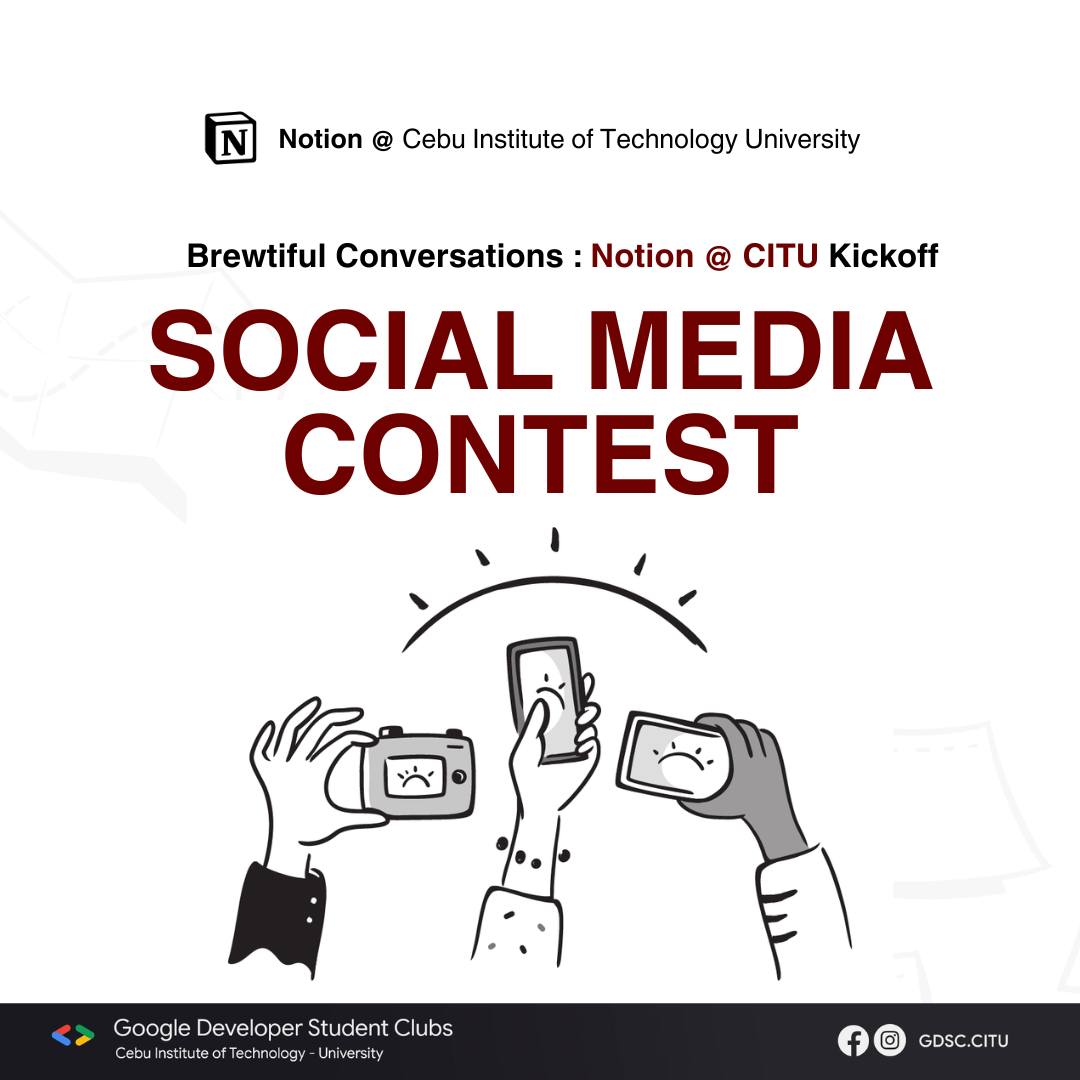 N
Notion @ Cebu Institute of Technology University
Brewtiful Conversations : Notion @ CITU Kickoff
SOCIAL MEDIA
CONTEST
Google Developer Student Clubs
Cebu Institute of Technology - University
GDSC.CITU